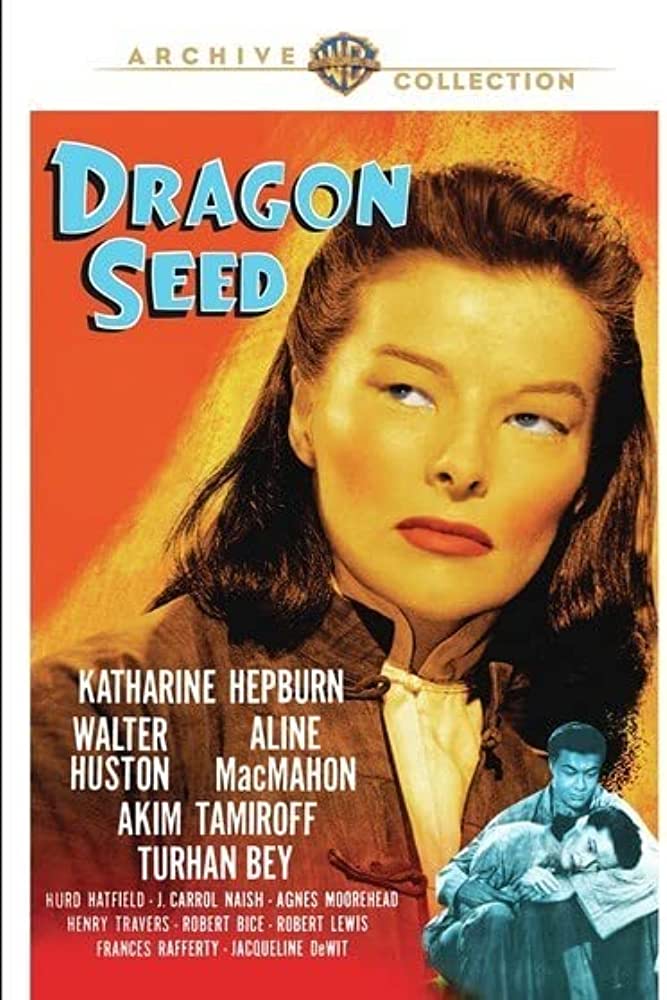 ARCHIVE
COLLECTION
DRAGON
SEED
KATHARINE HEPBURN
WALTER HUSTON
ALINE MacMAHON
AKIM TAMIROFF
TURHAN BEY
HURD HATFIELD · J. CARROL NAISH · AGNES MOOREHEAD
HENRY TRAVERS · ROBERT BICE · ROBERT LEWIS
FRANCES RAFFERTY · JACQUELINE DeWIT